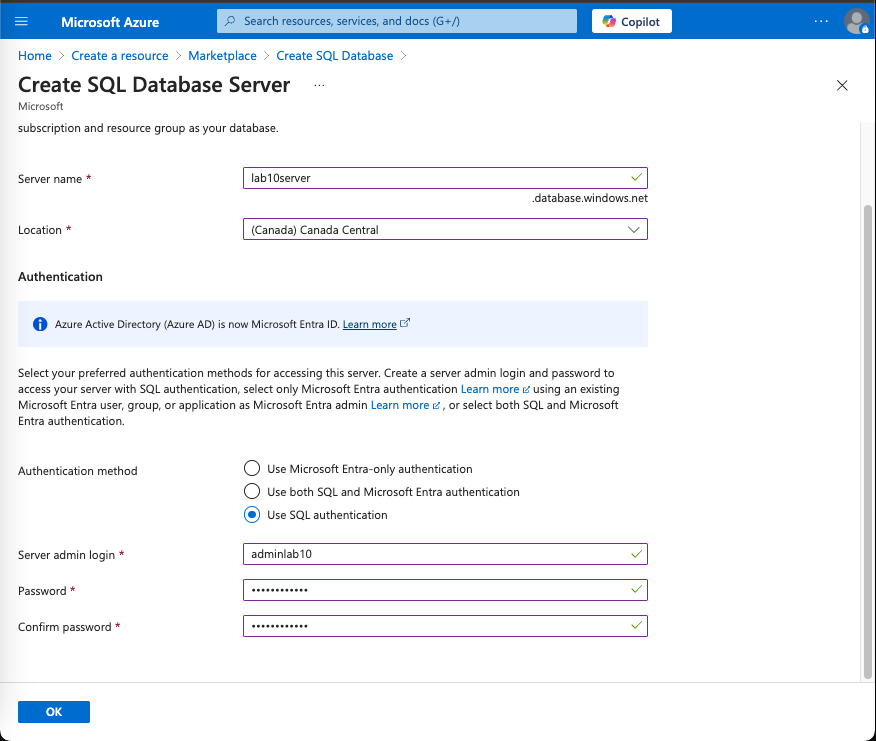 Microsoft Azure
Search resources, services, and docs (G+/)
Copilot
...
Home > Create a resource > Marketplace > Create SQL Database >
Create SQL Database Server ...
Microsoft
subscription and resource group as your database.
Server name *
lab10server
.database.windows.net
Location *
(Canada) Canada Central
Authentication
Azure Active Directory (Azure AD) is now Microsoft Entra ID. Learn more
Select your preferred authentication methods for accessing this server. Create a server admin login and password to
access your server with SQL authentication, select only Microsoft Entra authentication Learn more using an existing
Microsoft Entra user, group, or application as Microsoft Entra admin Learn more , or select both SQL and Microsoft
Entra authentication.
Authentication method
Use Microsoft Entra-only authentication
Use both SQL and Microsoft Entra authentication
Use SQL authentication
Server admin login *
adminlab10
Password *
••••••••••••
Confirm password *
••••••••••••
OK